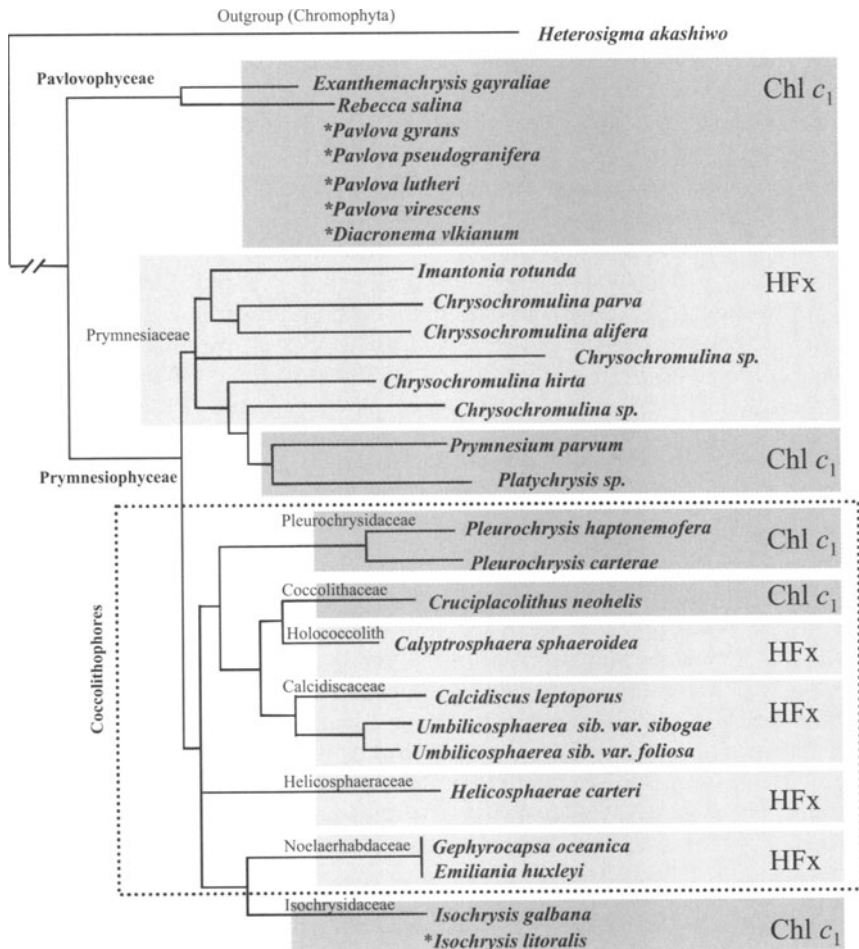 Outgroup (Chromophyta)
Heterosigma akashiwo
Pavlovophyceae
Exanthemachrysis gayraliae
Chl c1
Rebecca salina
*Pavlova gyrans
*Pavlova pseudogranifera
*Pavlova lutheri
*Pavlova virescens
*Diacronema vlkianum
Imantonia rotunda
HFx
Chrysochromulina parva
Prymnesiaceae
Chryssochromulina alifera
Chrysochromulina sp.
Chrysochromulina hirta
Chrysochromulina sp.
Prymnesium parvum
Chl c1
Prymnesiophyceae
Platychrysis sp.
Coccolithophores
Pleurochrysidaceae
Pleurochrysis haptonemofera
Chl c1
Pleurochrysis carterae
Coccolithaceae
Cruciplacolithus neohelis
Chl c1
Holococcolith
Calyptrosphaera sphaeroidea
HFx
Calcidiscaceae
Calcidiscus leptoporus
HFx
Umbilicosphaerea sib. var. sibogae
Umbilicosphaerea sib. var. foliosa
Helicosphaeraceae
Helicosphaerae carteri
HFx
Noelaerhabdaceae
Gephyrocapsa oceanica
HFx
Emiliania huxleyi
Isochrysidaceae
Isochrysis galbana
Chl c1
*Isochrysis litoralis